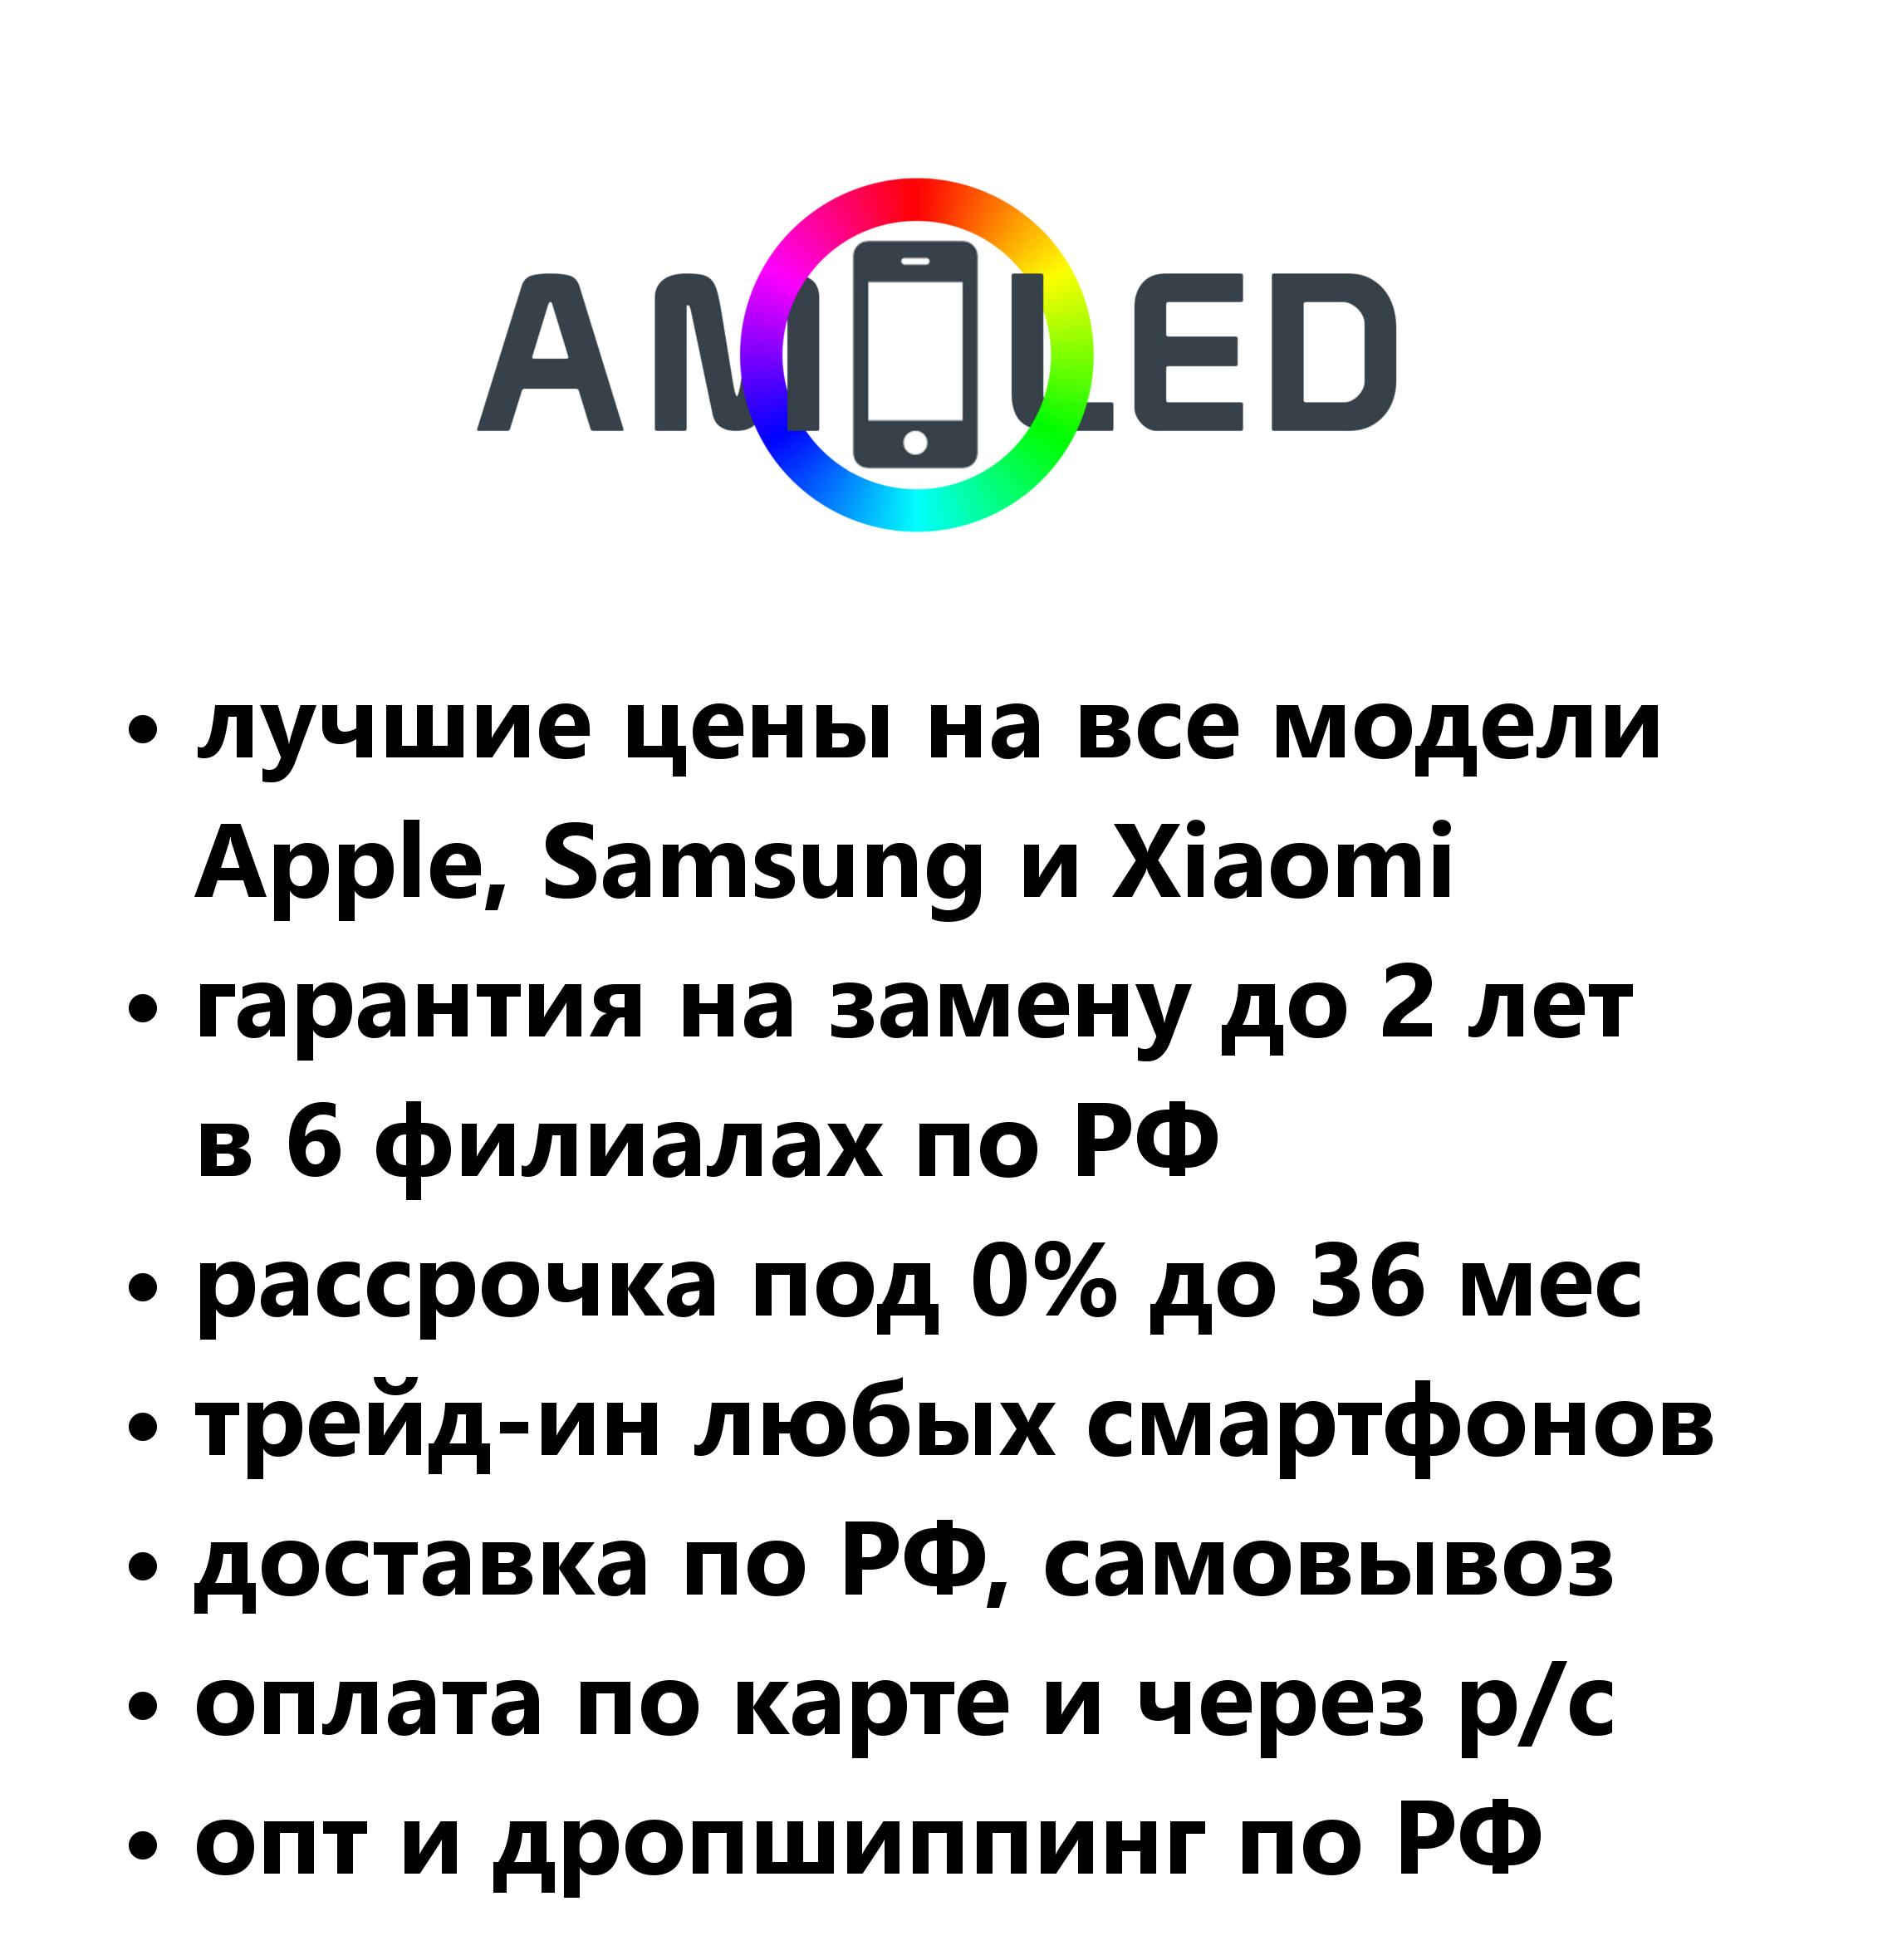 AMOLED
• лучшие цены на все модели
Apple, Samsung и Xiaomi
• гарантия на замену до 2 лет
в 6 филиалах по РФ
• рассрочка под 0% до 36 мес
• трейд-ин любых смартфонов
• доставка по РФ, самовывоз
• оплата по карте и через р/с
• опт и дропшиппинг по РФ